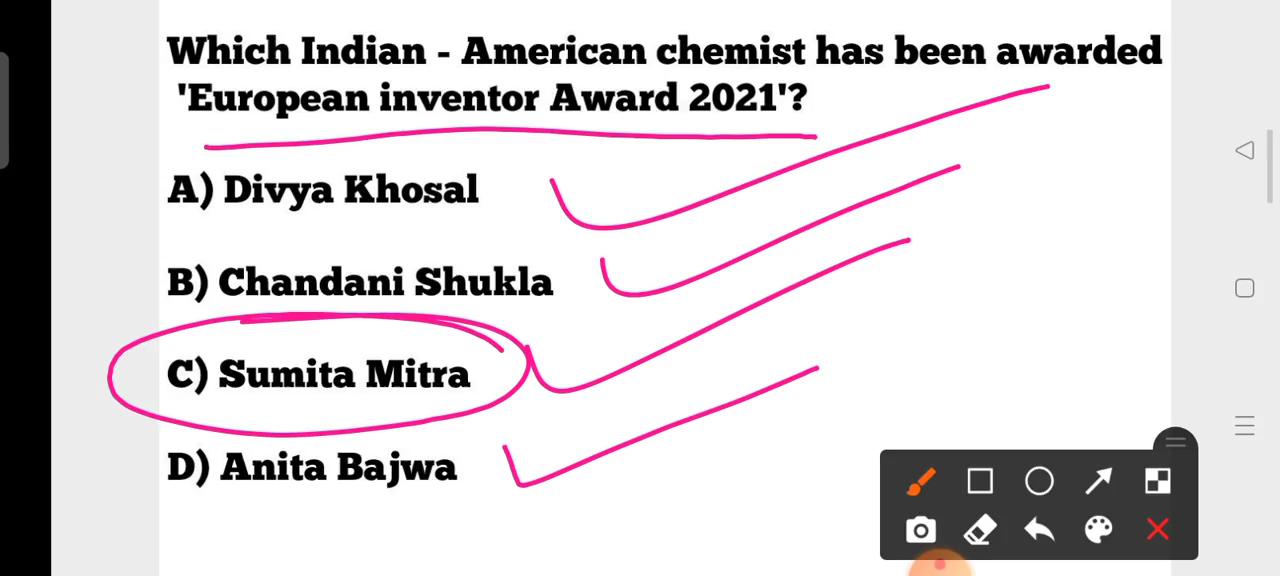 Which Indian - American chemist has been awarded
'European inventor Award 2021'?
A) Divya Khosal
B) Chandani Shukla
C) Sumita Mitra
D) Anita Bajwa